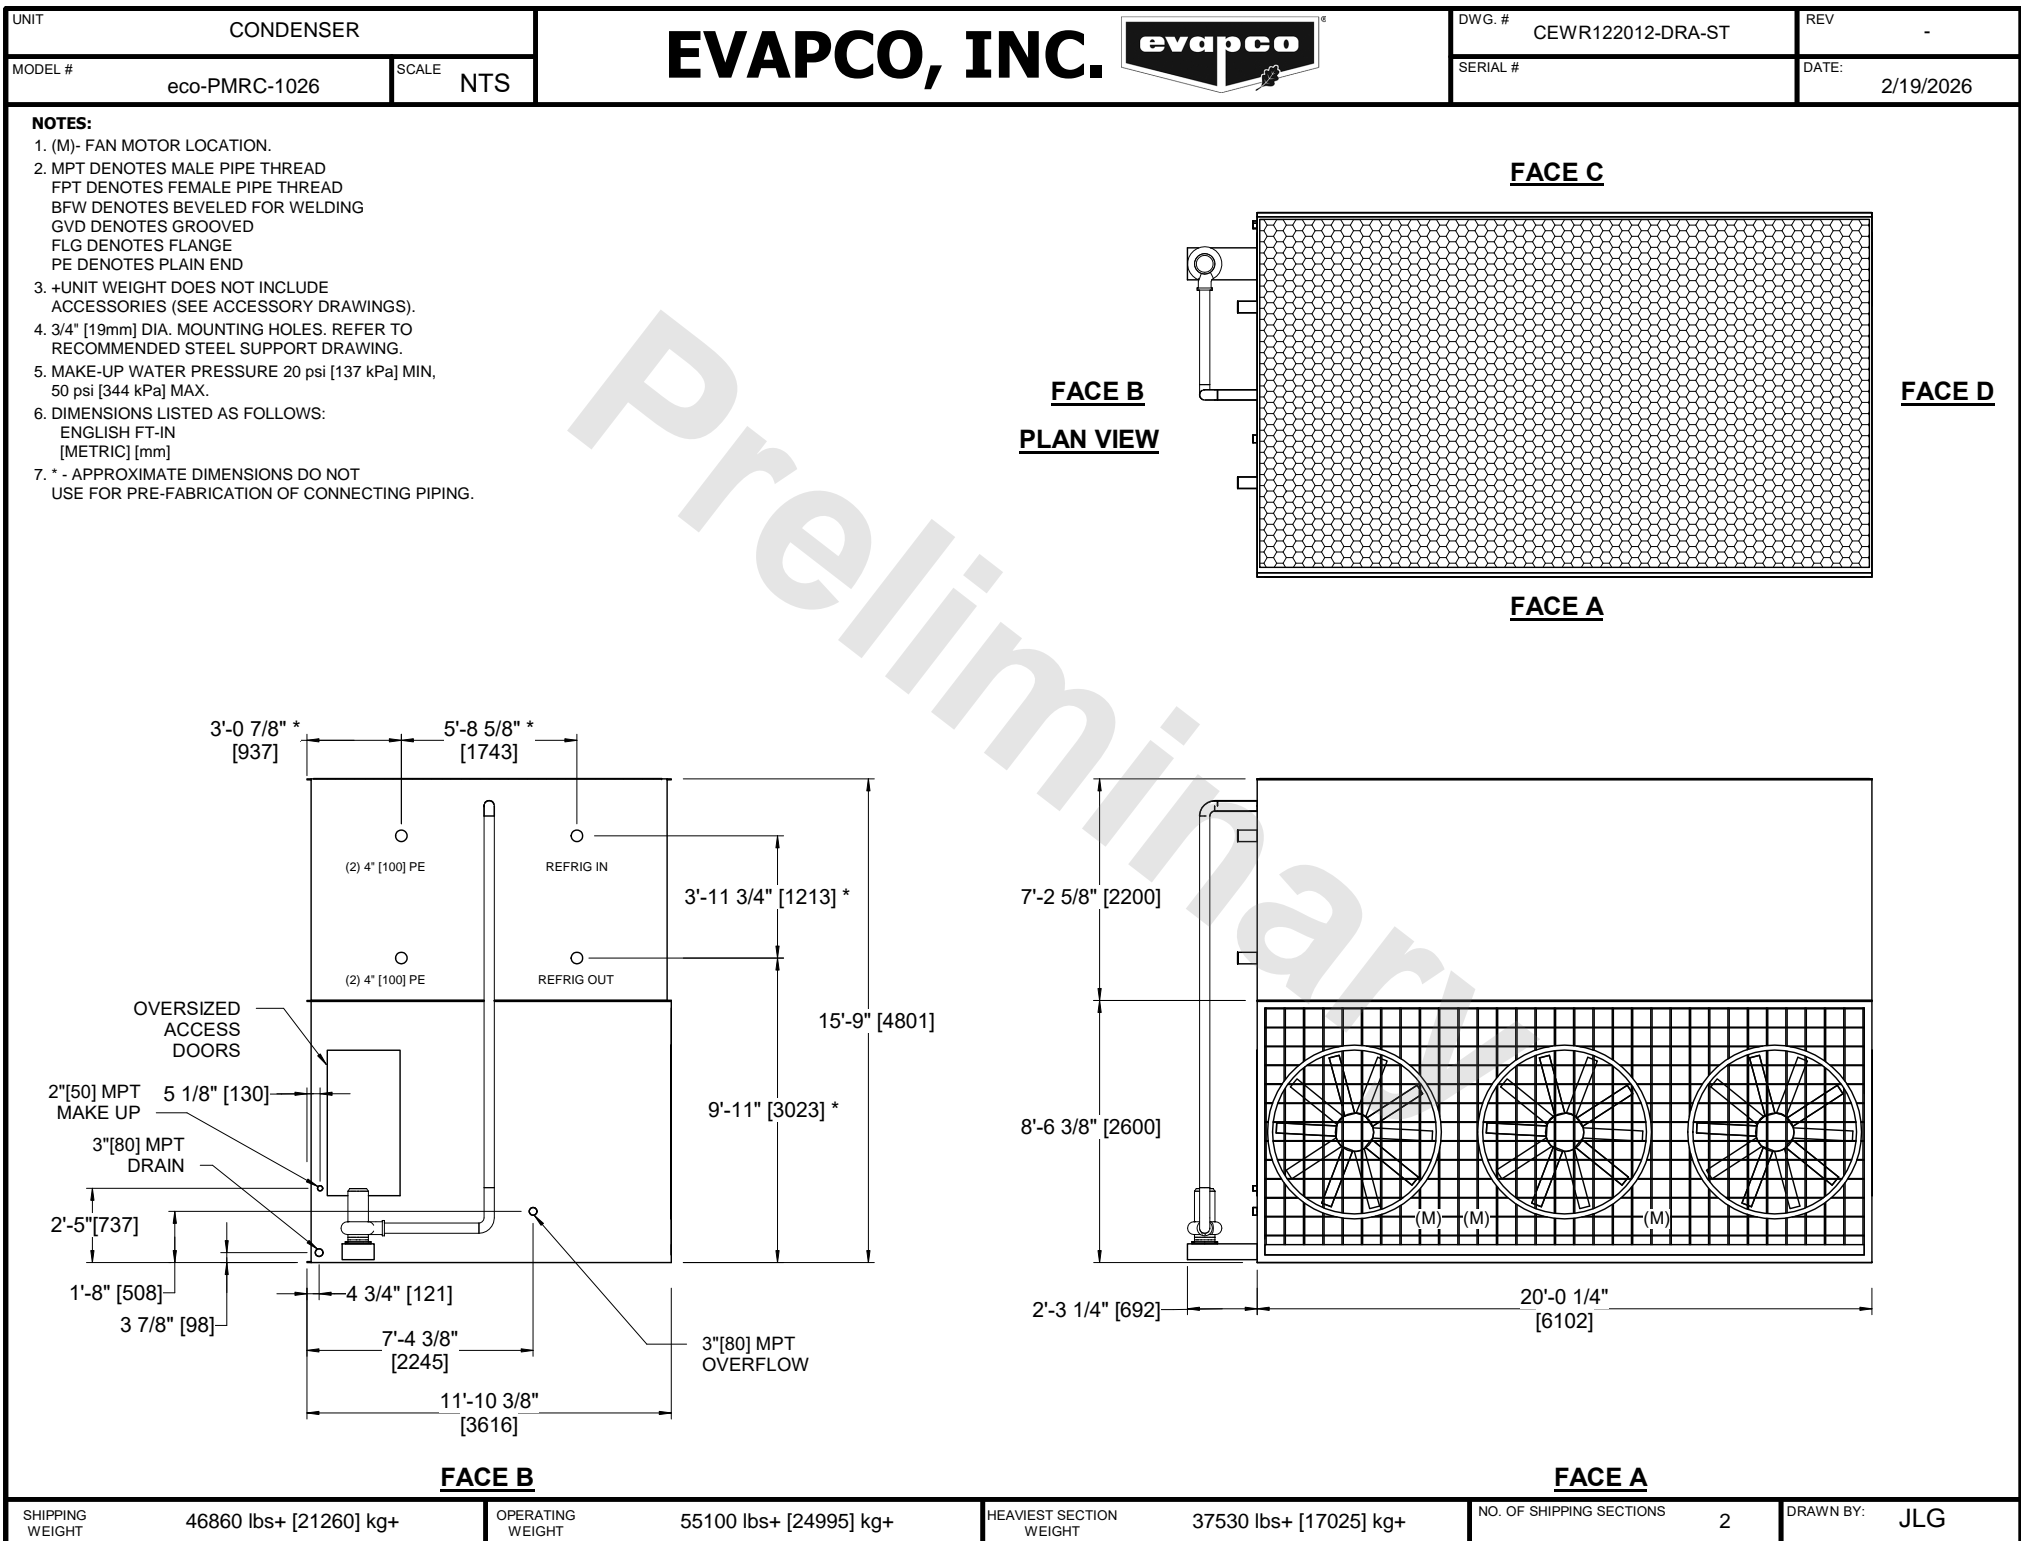 UNIT
CONDENSER
MODEL #
eco-PMRC-1026
SCALE
NTS
EVAPCO, INC.
evapco
®
DWG. #
CEWR122012-DRA-ST
REV
-
SERIAL #
DATE:
2/19/2026
NOTES:
1. (M)- FAN MOTOR LOCATION.
2. MPT DENOTES MALE PIPE THREAD
FPT DENOTES FEMALE PIPE THREAD
BFW DENOTES BEVELED FOR WELDING
GVD DENOTES GROOVED
FLG DENOTES FLANGE
PE DENOTES PLAIN END
3. +UNIT WEIGHT DOES NOT INCLUDE
ACCESSORIES (SEE ACCESSORY DRAWINGS).
4. 3/4" [19mm] DIA. MOUNTING HOLES. REFER TO
RECOMMENDED STEEL SUPPORT DRAWING.
5. MAKE-UP WATER PRESSURE 20 psi [137 kPa] MIN,
50 psi [344 kPa] MAX.
6. DIMENSIONS LISTED AS FOLLOWS:
ENGLISH FT-IN
[METRIC] [mm]
7. * - APPROXIMATE DIMENSIONS DO NOT
USE FOR PRE-FABRICATION OF CONNECTING PIPING.
FACE C
FACE B
PLAN VIEW
FACE D
FACE A
Preliminary
3'-0 7/8" *
[937]
5'-8 5/8" *
[1743]
(2) 4" [100] PE
REFRIG IN
3'-11 3/4" [1213] *
(2) 4" [100] PE
REFRIG OUT
OVERSIZED
ACCESS
DOORS
15'-9" [4801]
2"[50] MPT
MAKE UP
5 1/8" [130]
9'-11" [3023] *
3"[80] MPT
DRAIN
2'-5"[737]
1'-8" [508]
4 3/4" [121]
3 7/8" [98]
7'-4 3/8"
[2245]
3"[80] MPT
OVERFLOW
11'-10 3/8"
[3616]
FACE B
7'-2 5/8" [2200]
8'-6 3/8" [2600]
(M)
(M)
(M)
2'-3 1/4" [692]
20'-0 1/4"
[6102]
FACE A
SHIPPING
WEIGHT
46860 lbs+ [21260] kg+
OPERATING
WEIGHT
55100 lbs+ [24995] kg+
HEAVIEST SECTION
WEIGHT
37530 lbs+ [17025] kg+
NO. OF SHIPPING SECTIONS
2
DRAWN BY:
JLG